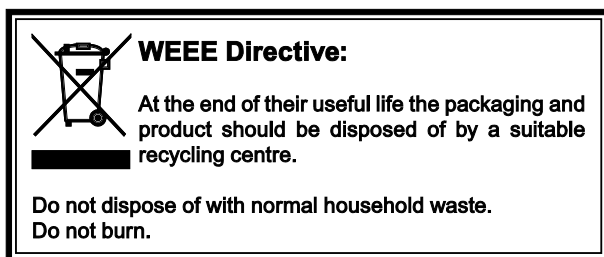 WEEE Directive:
At the end of their useful life the packaging and
product should be disposed of by a suitable
recycling centre.
Do not dispose of with normal household waste.
Do not burn.